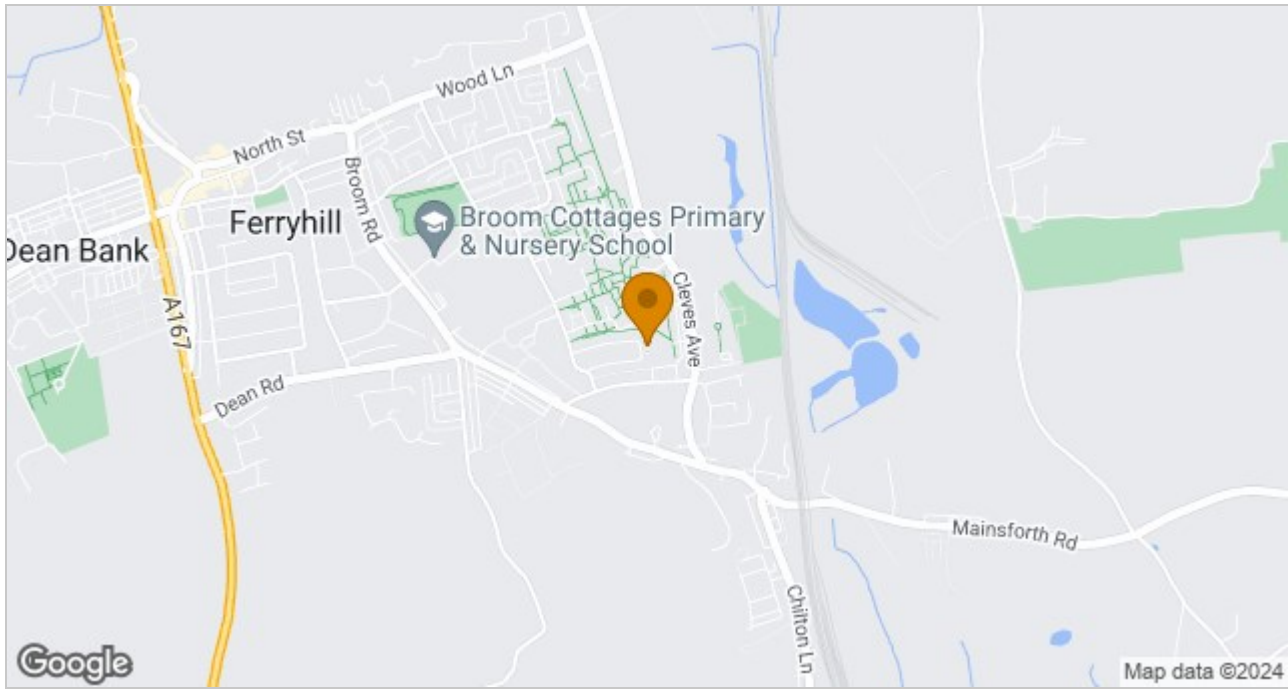 Wood Ln
North St
Broom Rd
Ferryhill
Broom Cottages Primary
& Nursery School
Dean Bank
Cleves Ave
A167
Dean Rd
Mainsforth Rd
Chilton Ln
Google
Map data ©2024